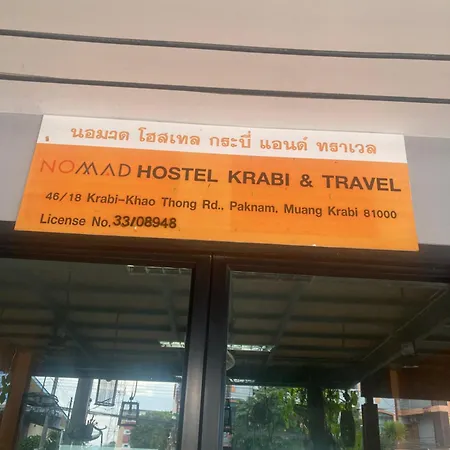 นอมาด โฮสเทล กระบี่ แอนด์ ทราเวล
NOMAD HOSTEL KRABI & TRAVEL
46/18 Krabi-Khao Thong Rd., Paknam, Muang Krabi 81000
License No. 33/08948